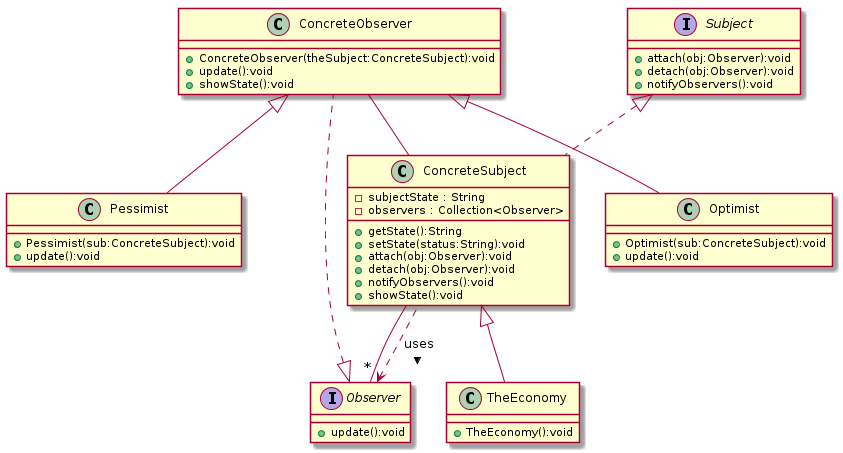 C ConcreteObserver
ConcreteObserver(theSubject:ConcreteSubject):void
update():void
showState():void
I Subject
attach(obj:Observer):void
detach(obj:Observer):void
notifyObservers():void
C Pessimist
Pessimist(sub:ConcreteSubject):void
update():void
C ConcreteSubject
subjectState : String
observers : Collection<Observer>
getState():String
setState(status:String):void
attach(obj:Observer):void
detach(obj:Observer):void
notifyObservers():void
showState():void
C Optimist
Optimist(sub:ConcreteSubject):void
update():void
uses
*
I Observer
update():void
C TheEconomy
TheEconomy():void